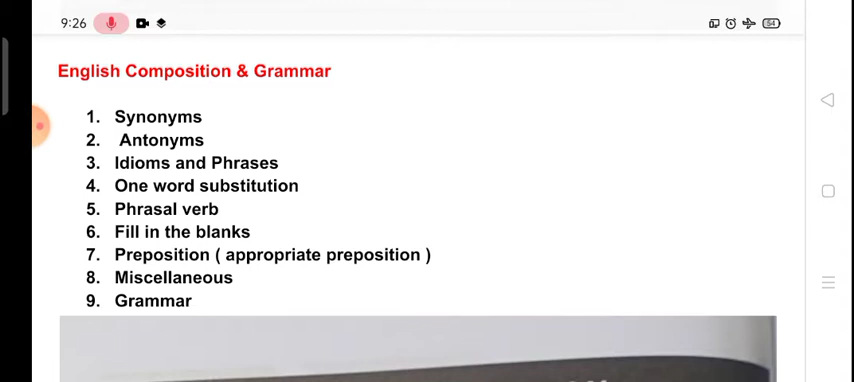 9:26
54
English Composition & Grammar
1. Synonyms
2. Antonyms
3. Idioms and Phrases
4. One word substitution
5. Phrasal verb
6. Fill in the blanks
7. Preposition ( appropriate preposition )
8. Miscellaneous
9. Grammar